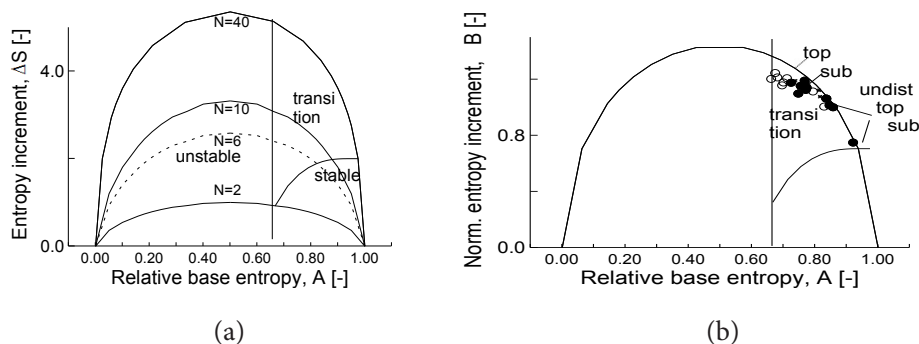 Entropy increment, ΔS
4.0
0.0
N=40
N=10
N=6
N=2
unstable
transi
tion
stable
0.00 0.20 0.40 0.60 0.80 1.00
Relative base entropy, A [-]
(a)
Norm. entropy increment, B [-]
0.8
0.0
top
sub
undist
top
sub
transi
tion
0.00 0.20 0.40 0.60 0.80 1.00
Relative base entropy, A [-]
(b)